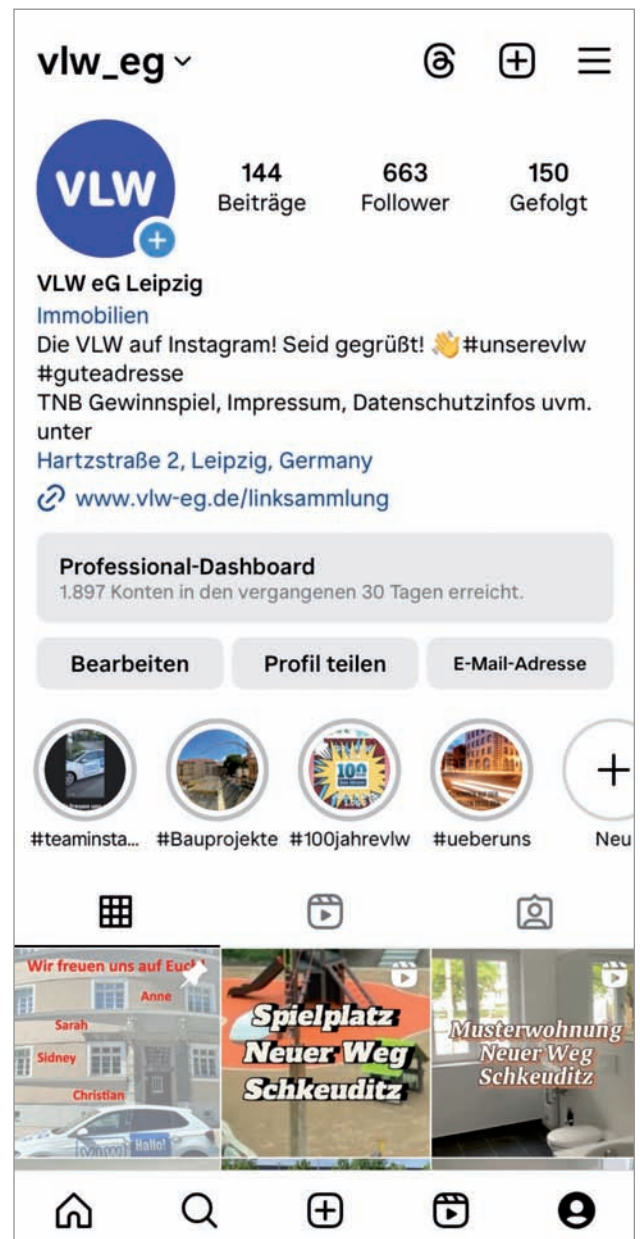 vlw_eg
VLW
144
Beiträge
663
Follower
150
Gefolgt
VLW eG Leipzig
Immobilien
Die VLW auf Instagram! Seid gegrüßt! 👋 #unserevlw
#guteadresse
TNB Gewinnspiel, Impressum, Datenschutzinfos uvm.
unter
Hartzstraße 2, Leipzig, Germany
www.vlw-eg.de/linksammlung
Professional-Dashboard
1.897 Konten in den vergangenen 30 Tagen erreicht.
Bearbeiten
Profil teilen
E-Mail-Adresse
100
#teaminsta...
#Bauprojekte
#100jahrevlw
#ueberuns
Neu
Wir freuen uns auf Euch!
Anne
Sarah
Sidney
Christian
Hallo!
Spielplatz
Neuer Weg
Schkeuditz
Musterwohnung
Neuer Weg
Schkeuditz